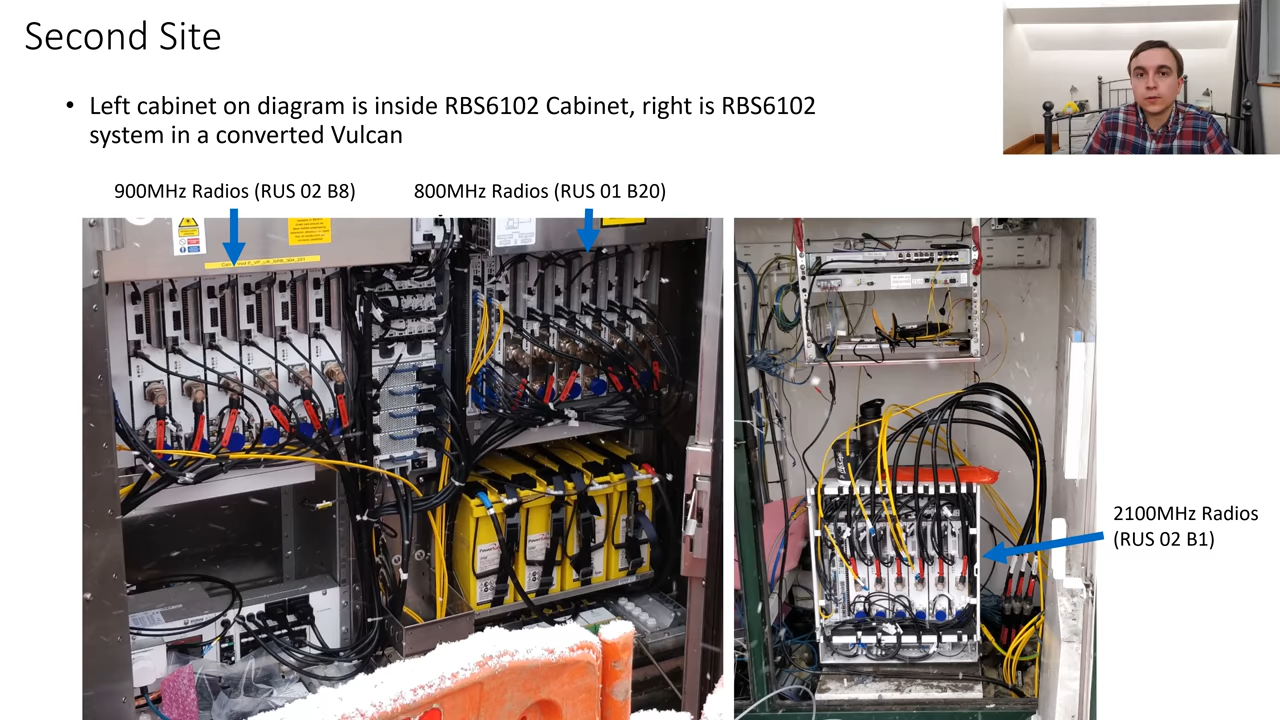 Second Site
• Left cabinet on diagram is inside RBS6102 Cabinet, right is RBS6102
system in a converted Vulcan
900MHz Radios (RUS 02 B8)
800MHz Radios (RUS 01 B20)
2100MHz Radios
(RUS 02 B1)